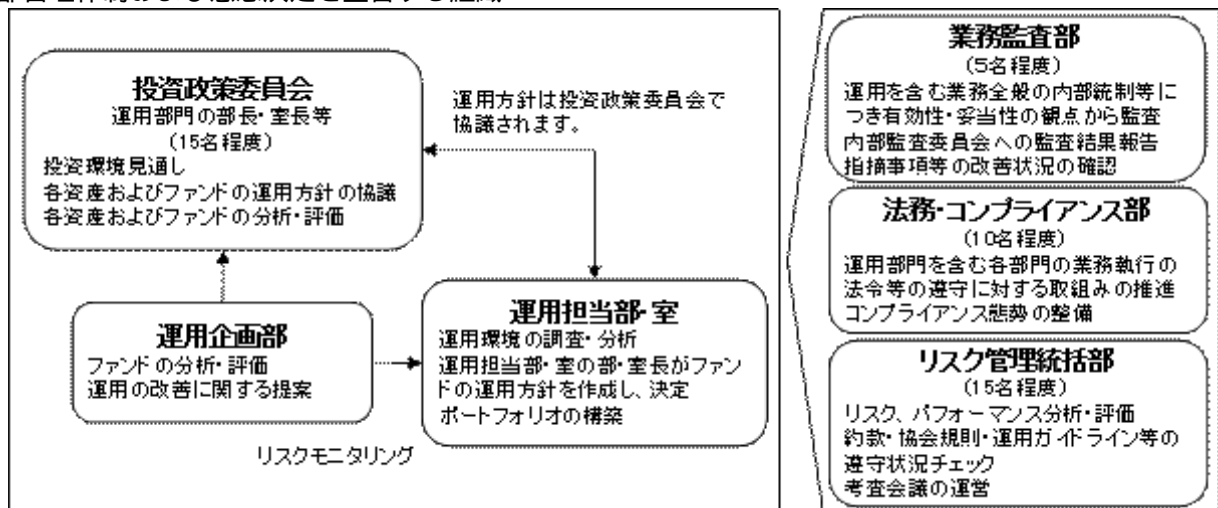 投資政策委員会
運用部門の部長・室長等
(15名程度)
投資環境見通し
各資産およびファンドの運用方針の協議
各資産およびファンドの分析・評価
運用方針は投資政策委員会で
協議されます。
運用企画部
ファンドの分析・評価
運用の改善に関する提案
運用担当部・室
運用環境の調査・分析
運用担当部・室の部・室長がファン
ドの運用方針を作成し、決定
ポートフォリオの構築
リスクモニタリング
業務監査部
(5名程度)
運用を含む業務全般の内部統制等に
つき有効性・妥当性の観点から監査
内部監査委員会への監査結果報告
指摘事項等の改善状況の確認
法務・コンプライアンス部
(10名程度)
運用部門を含む各部門の業務執行の
法令等の遵守に対する取組みの推進
コンプライアンス態勢の整備
リスク管理統括部
(15名程度)
リスク、パフォーマンス分析・評価
約款・協会規則・運用ガイドライン等の
遵守状況チェック
考査会議の運営